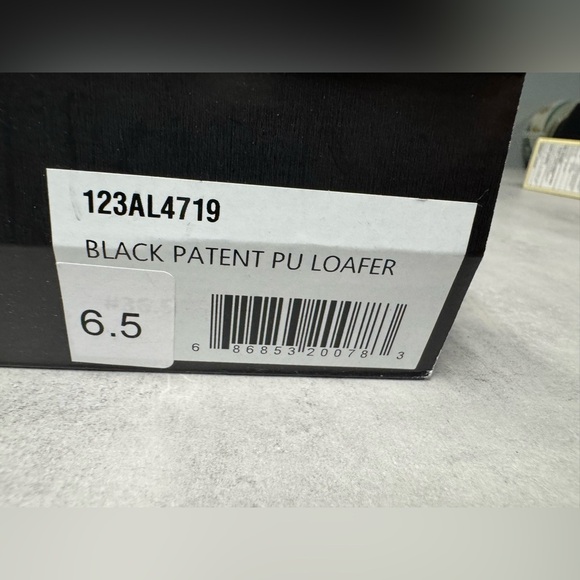 123AL4719
BLACK PATENT PU LOAFER
6.5
6 86853 20078 3